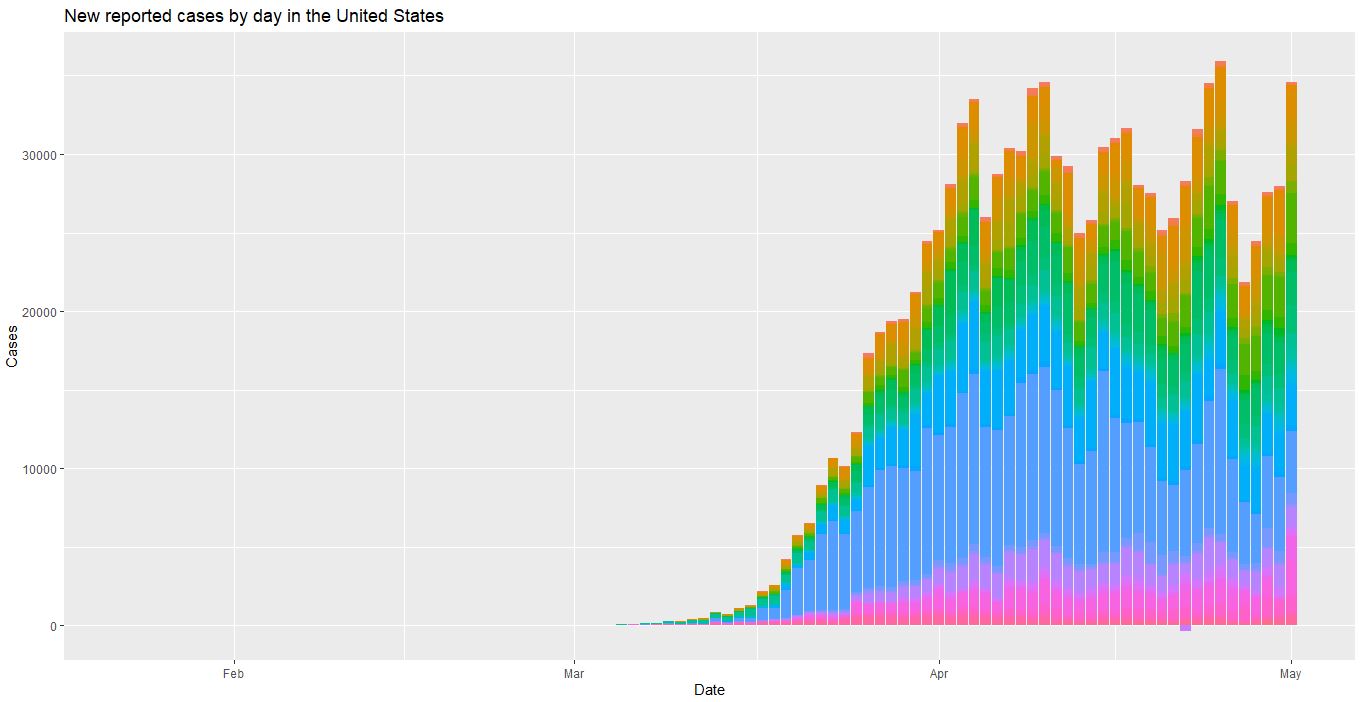 New reported cases by day in the United States
Cases
30000
20000
10000
0
Feb
Mar
Apr
May
Date